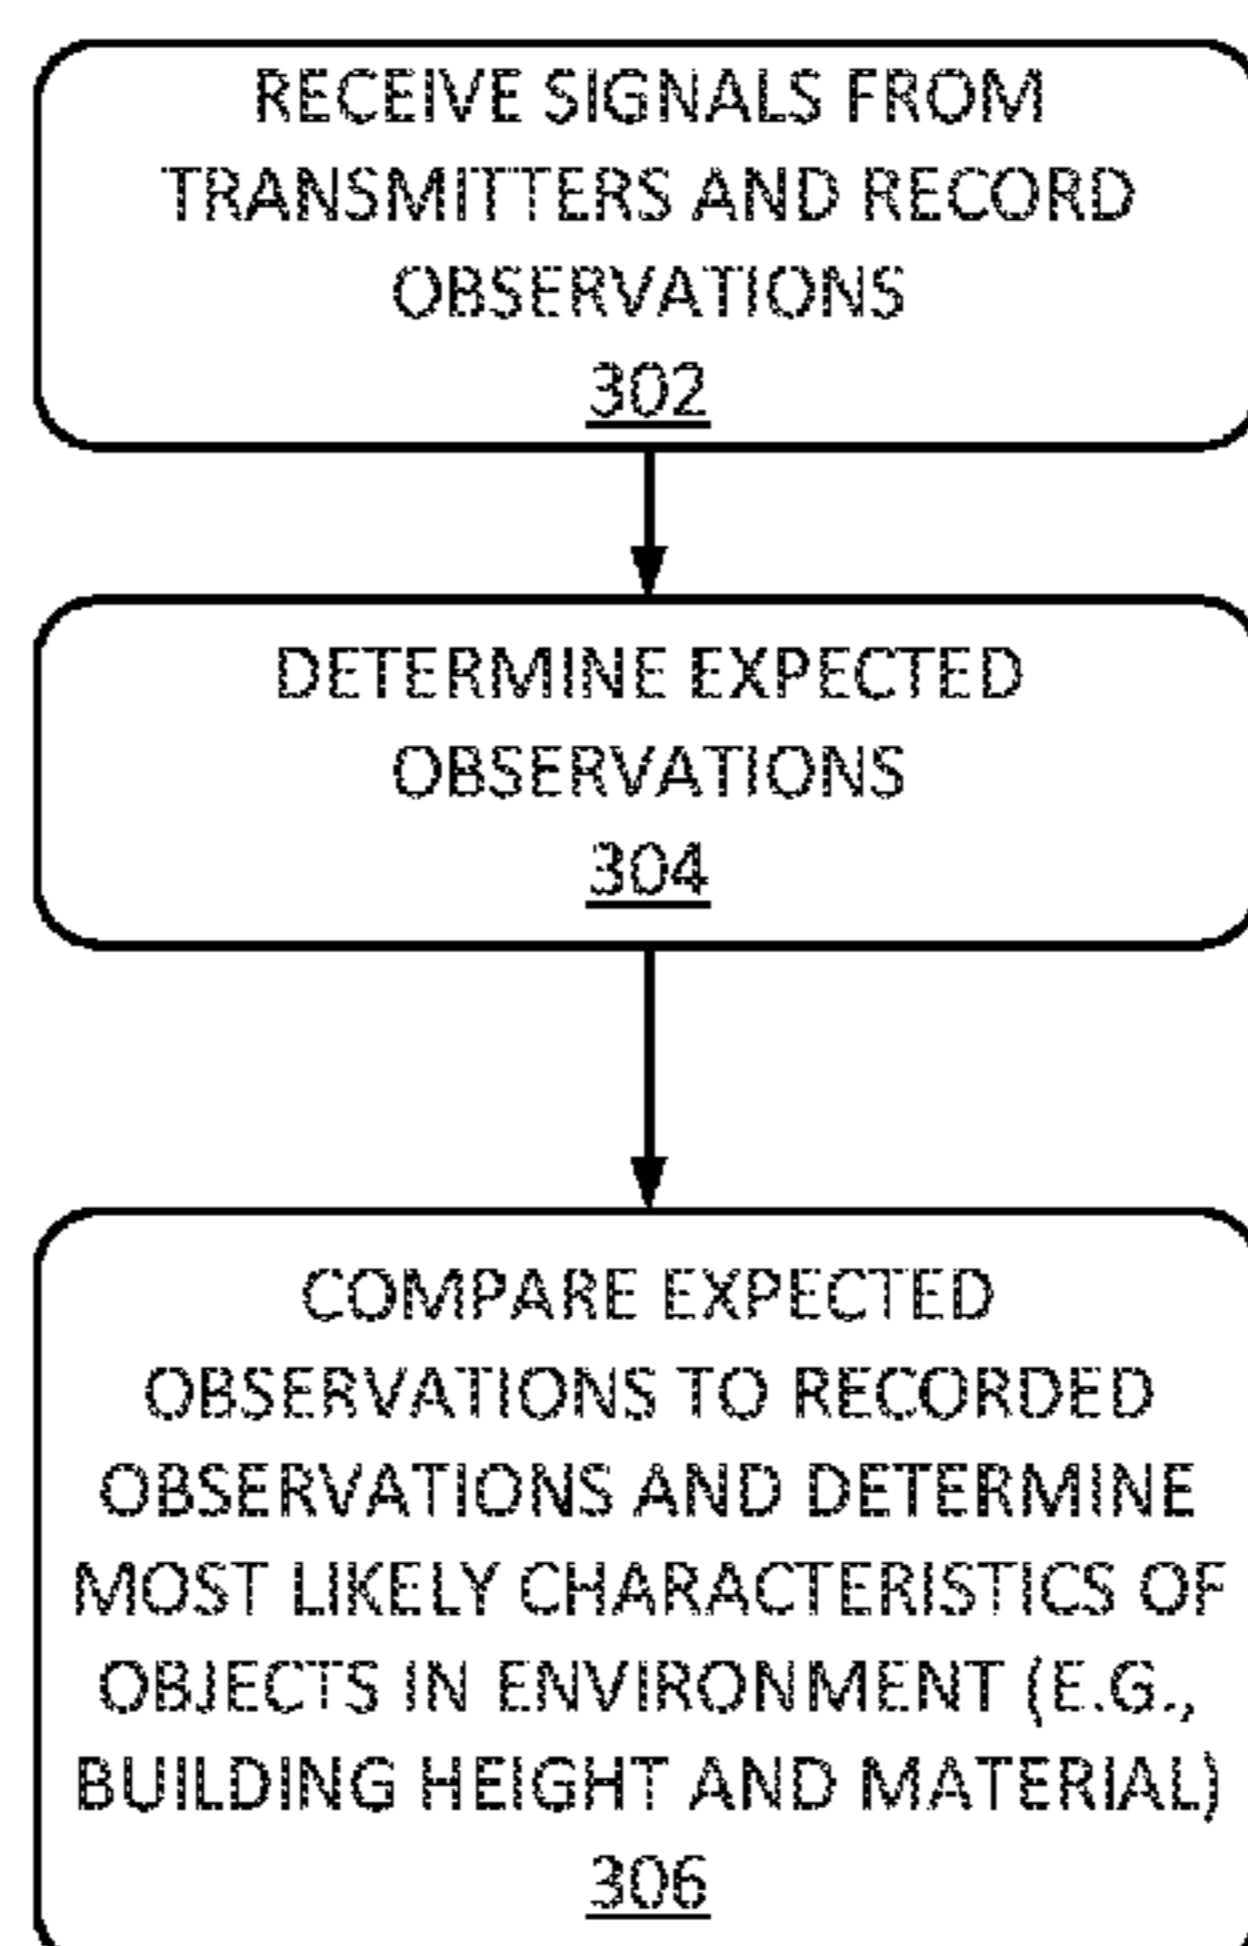 RECEIVE SIGNALS FROM
TRANSMITTERS AND RECORD
OBSERVATIONS
302
DETERMINE EXPECTED
OBSERVATIONS
304
COMPARE EXPECTED
OBSERVATIONS TO RECORDED
OBSERVATIONS AND DETERMINE
MOST LIKELY CHARACTERISTICS OF
OBJECTS IN ENVIRONMENT (E.G.,
BUILDING HEIGHT AND MATERIAL)
306